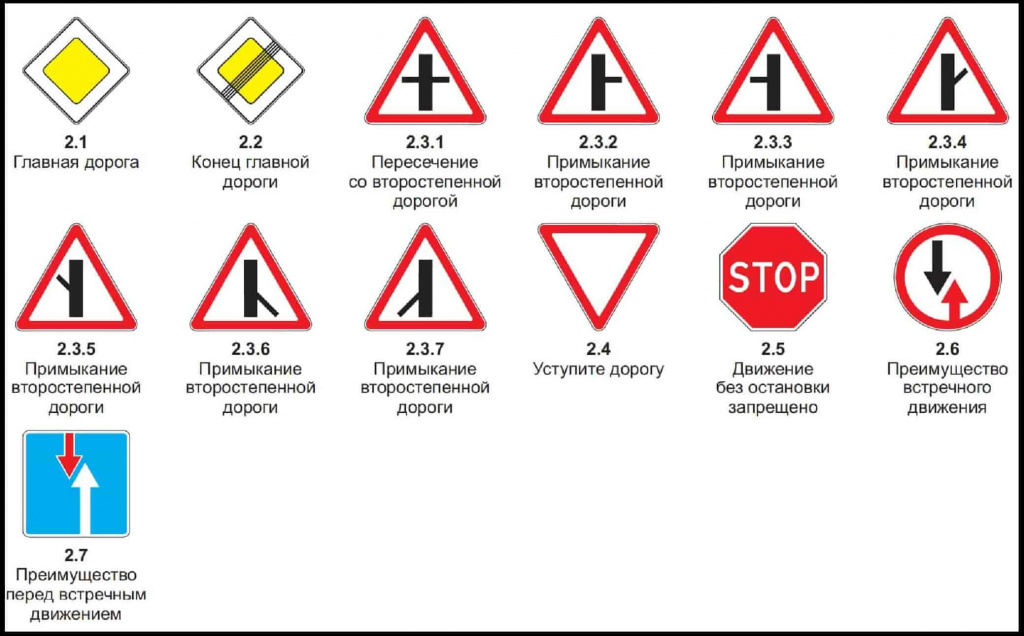 2.1
Главная дорога
2.2
Конец главной
дороги
2.3.1
Пересечение
со второстепенной
дорогой
2.3.2
Примыкание
второстепенной
дороги
2.3.3
Примыкание
второстепенной
дороги
2.3.4
Примыкание
второстепенной
дороги
2.3.5
Примыкание
второстепенной
дороги
2.3.6
Примыкание
второстепенной
дороги
2.3.7
Примыкание
второстепенной
дороги
2.4
Уступите дорогу
STOP
2.5
Движение
без остановки
запрещено
2.6
Преимущество
встречного
движения
2.7
Преимущество
перед встречным
движением